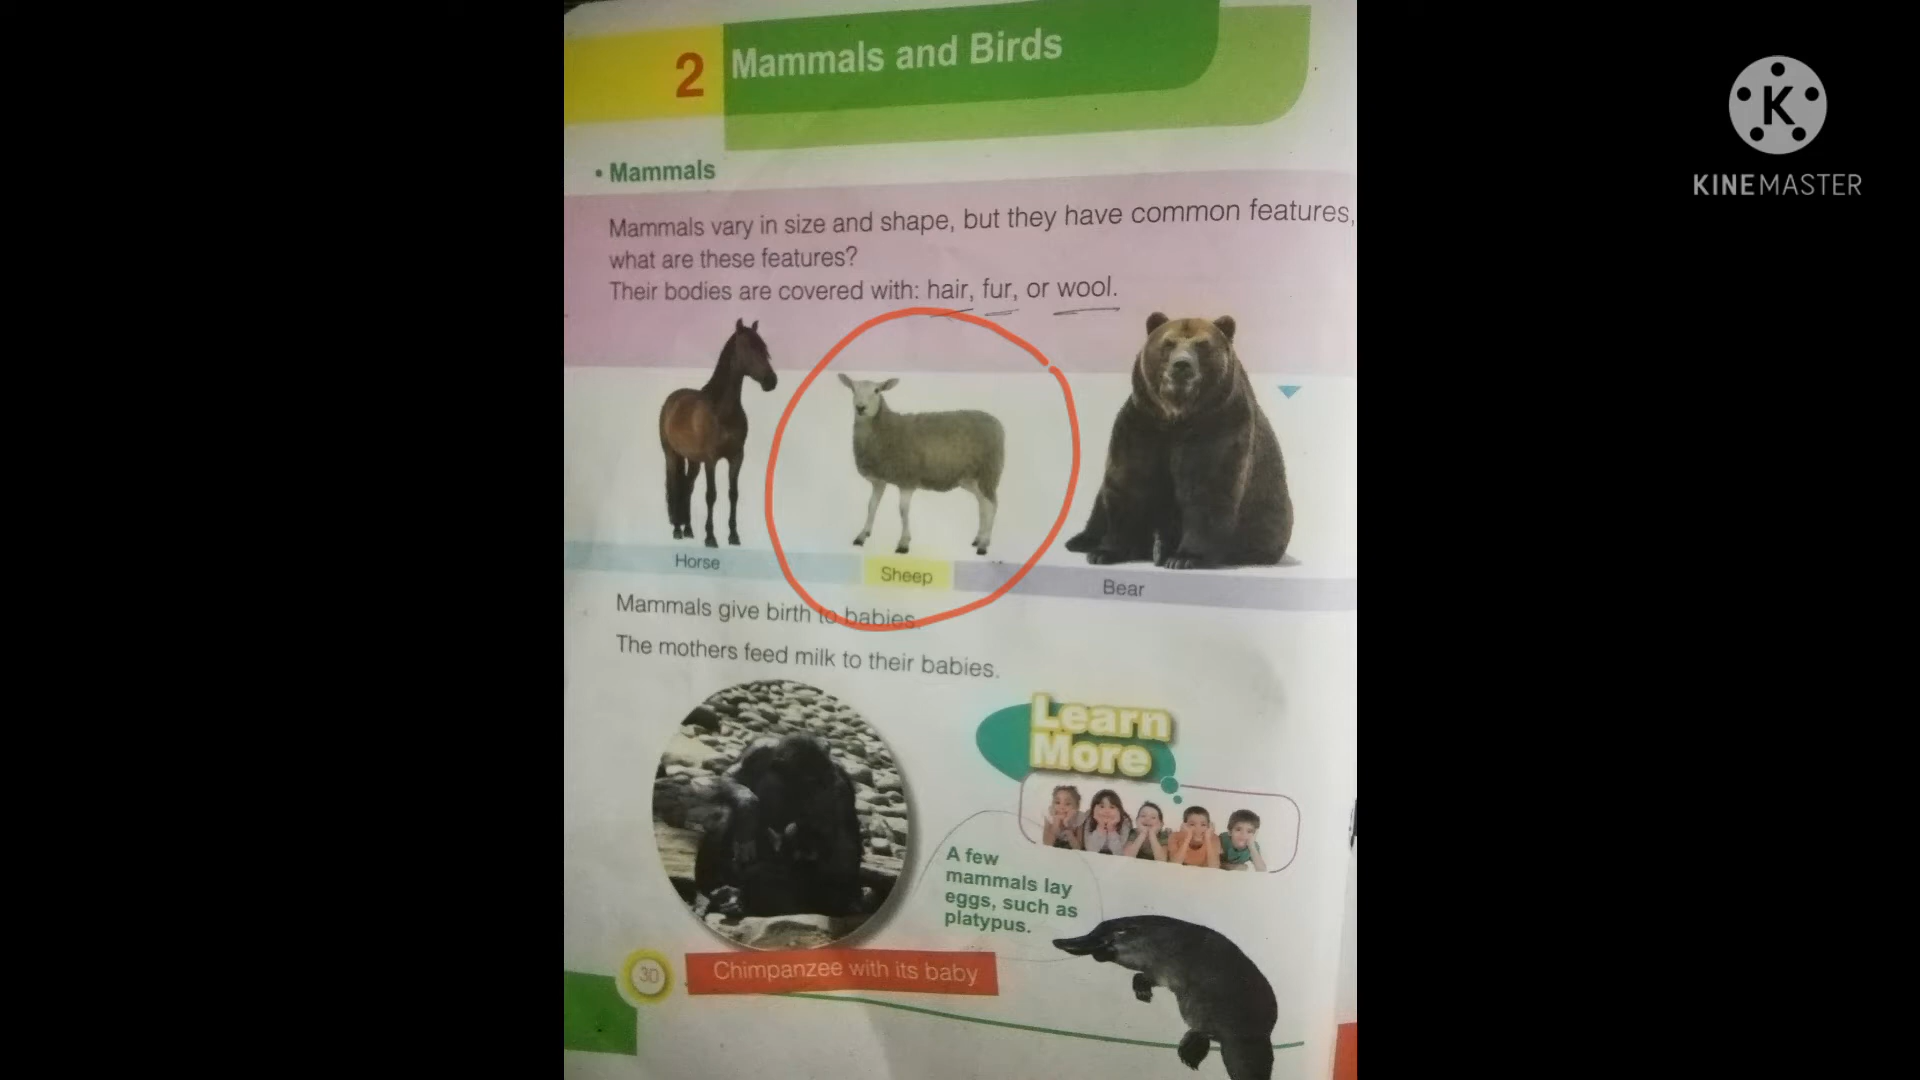 2
Mammals and Birds
K
KINEMASTER
• Mammals
Mammals vary in size and shape, but they have common features,
what are these features?
Their bodies are covered with: hair, fur, or wool.
Horse
Sheep
Bear
Mammals give birth to babies.
The mothers feed milk to their babies.
Learn
More
A few
mammals lay
eggs, such as
platypus.
Chimpanzee with its baby
30